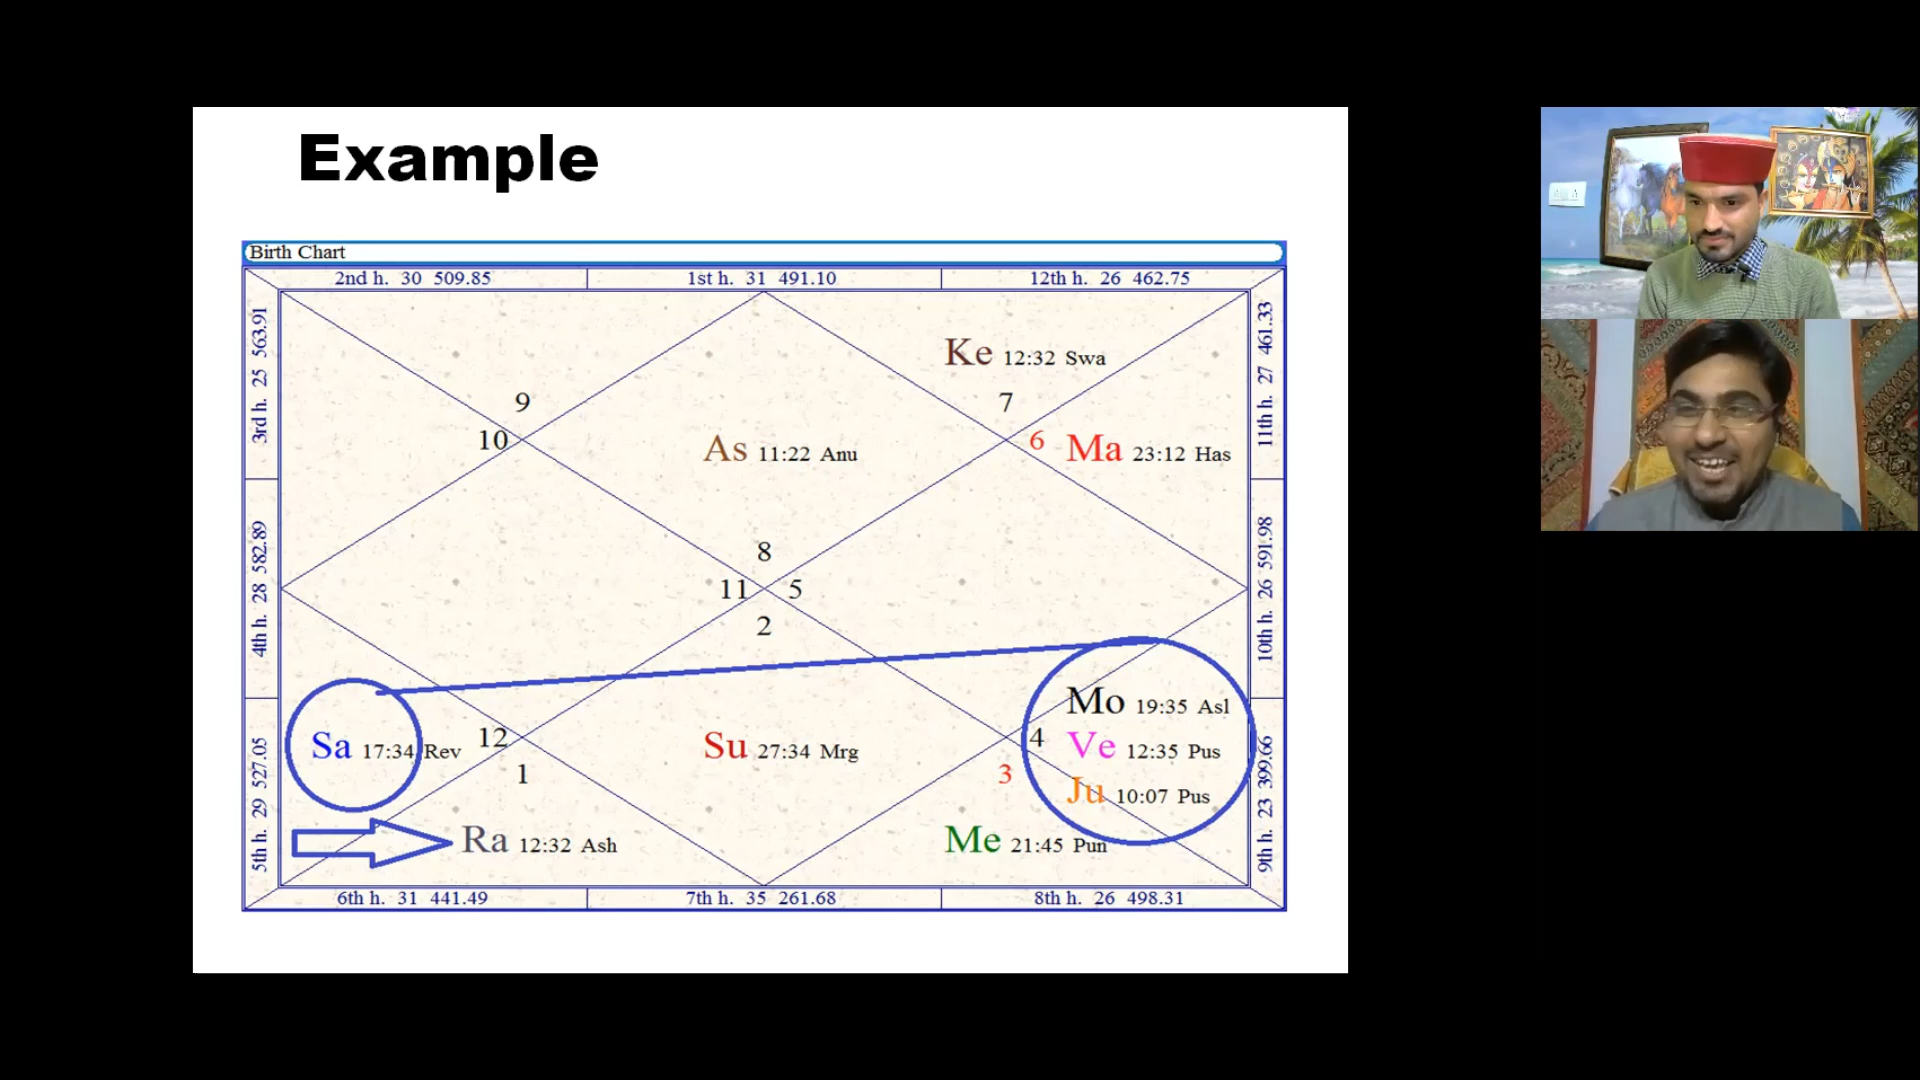 Example
Birth Chart
2nd h. 30 509.85
1st h. 31 491.10
12th h. 26 462.75
3rd h. 25 563.91
11th h. 27 461.33
Ke 12:32 Swa
9
7
10
As 11:22 Anu
6 Ma 23:12 Has
4th h. 28 582.89
10th h. 26 591.98
8
11 5
2
Mo 19:35 Asl
Sa 17:34 Rev 12
Su 27:34 Mrg
4 Ve 12:35 Pus
1
3
Ju 10:07 Pus
5th h. 29 527.05
9th h. 23 399.66
Ra 12:32 Ash
Me 21:45 Pun
6th h. 31 441.49
7th h. 35 261.68
8th h. 26 498.31